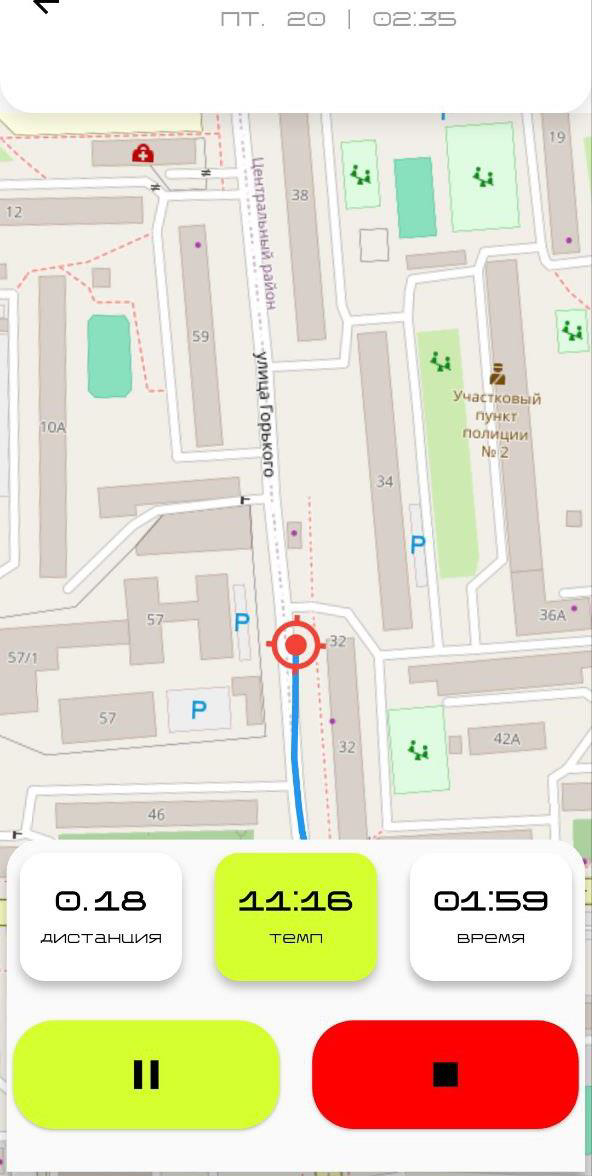 ПТ. 20 | 02:35
19
12
38
Центральный район
59
улица Горького
10А
Участковый
пункт
полиции
№ 2
34
P
57
P
36А
32
57/1
57
P
32
42А
46
0.18
дистанция
11:16
темп
01:59
время